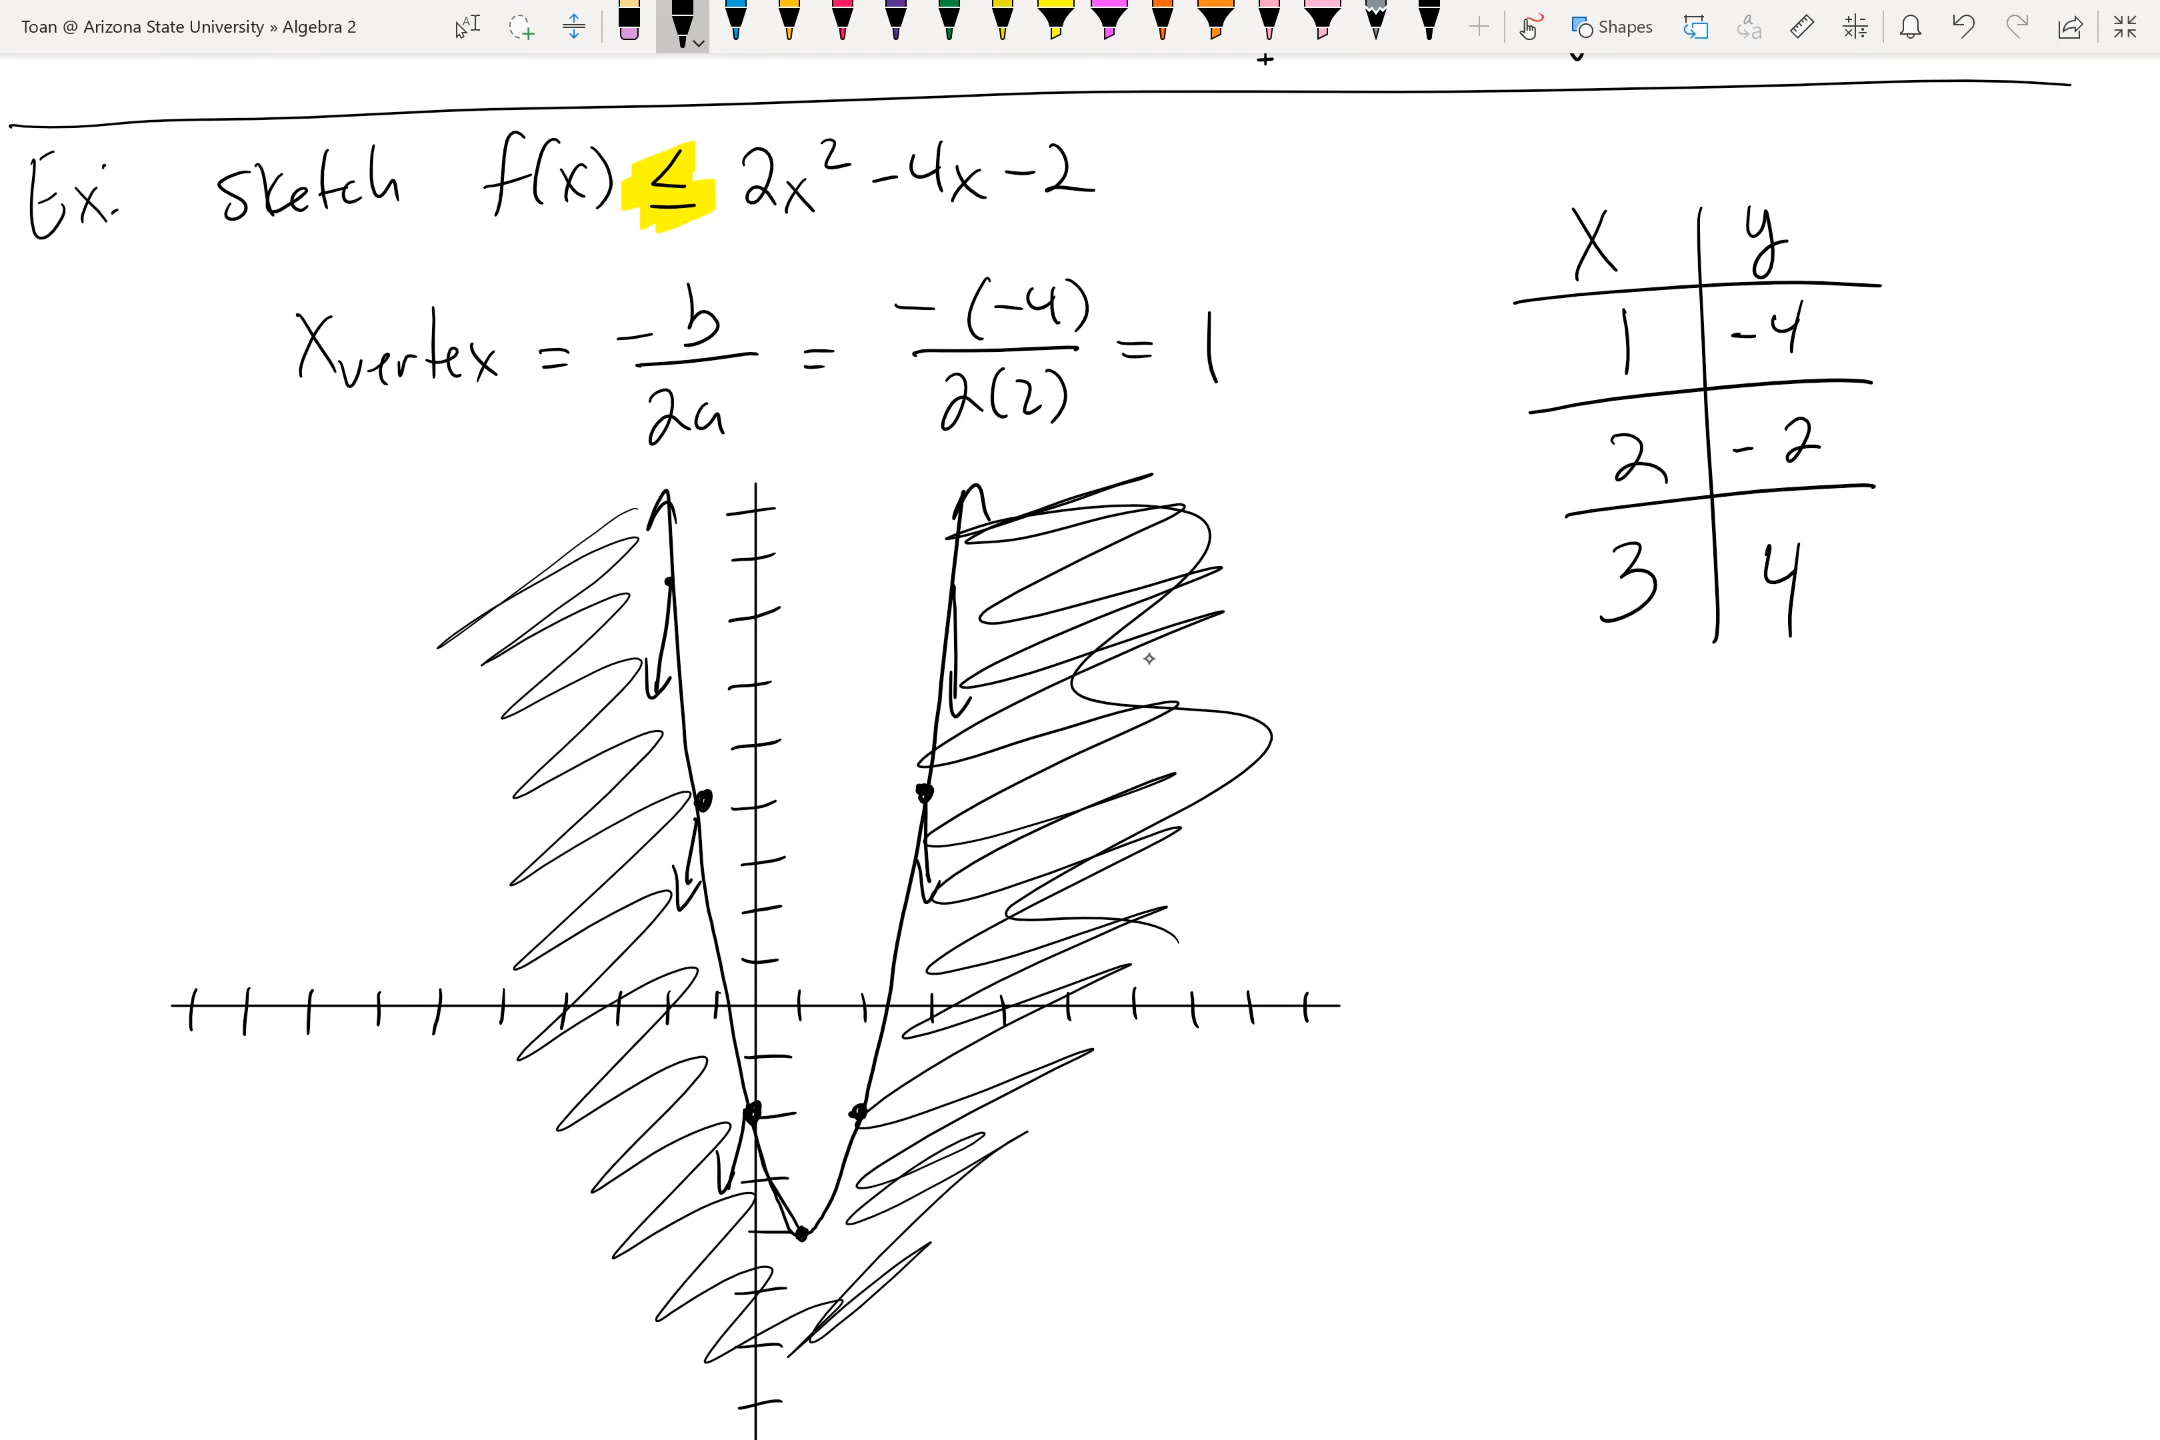 Toan @ Arizona State University » Algebra 2
Shapes
Ex: sketch f(x) ≤ 2x² - 4x - 2
Xvertex = -b/2a = -(-4)/2(2) = 1
X | y
1 | -4
2 | -2
3 | 4